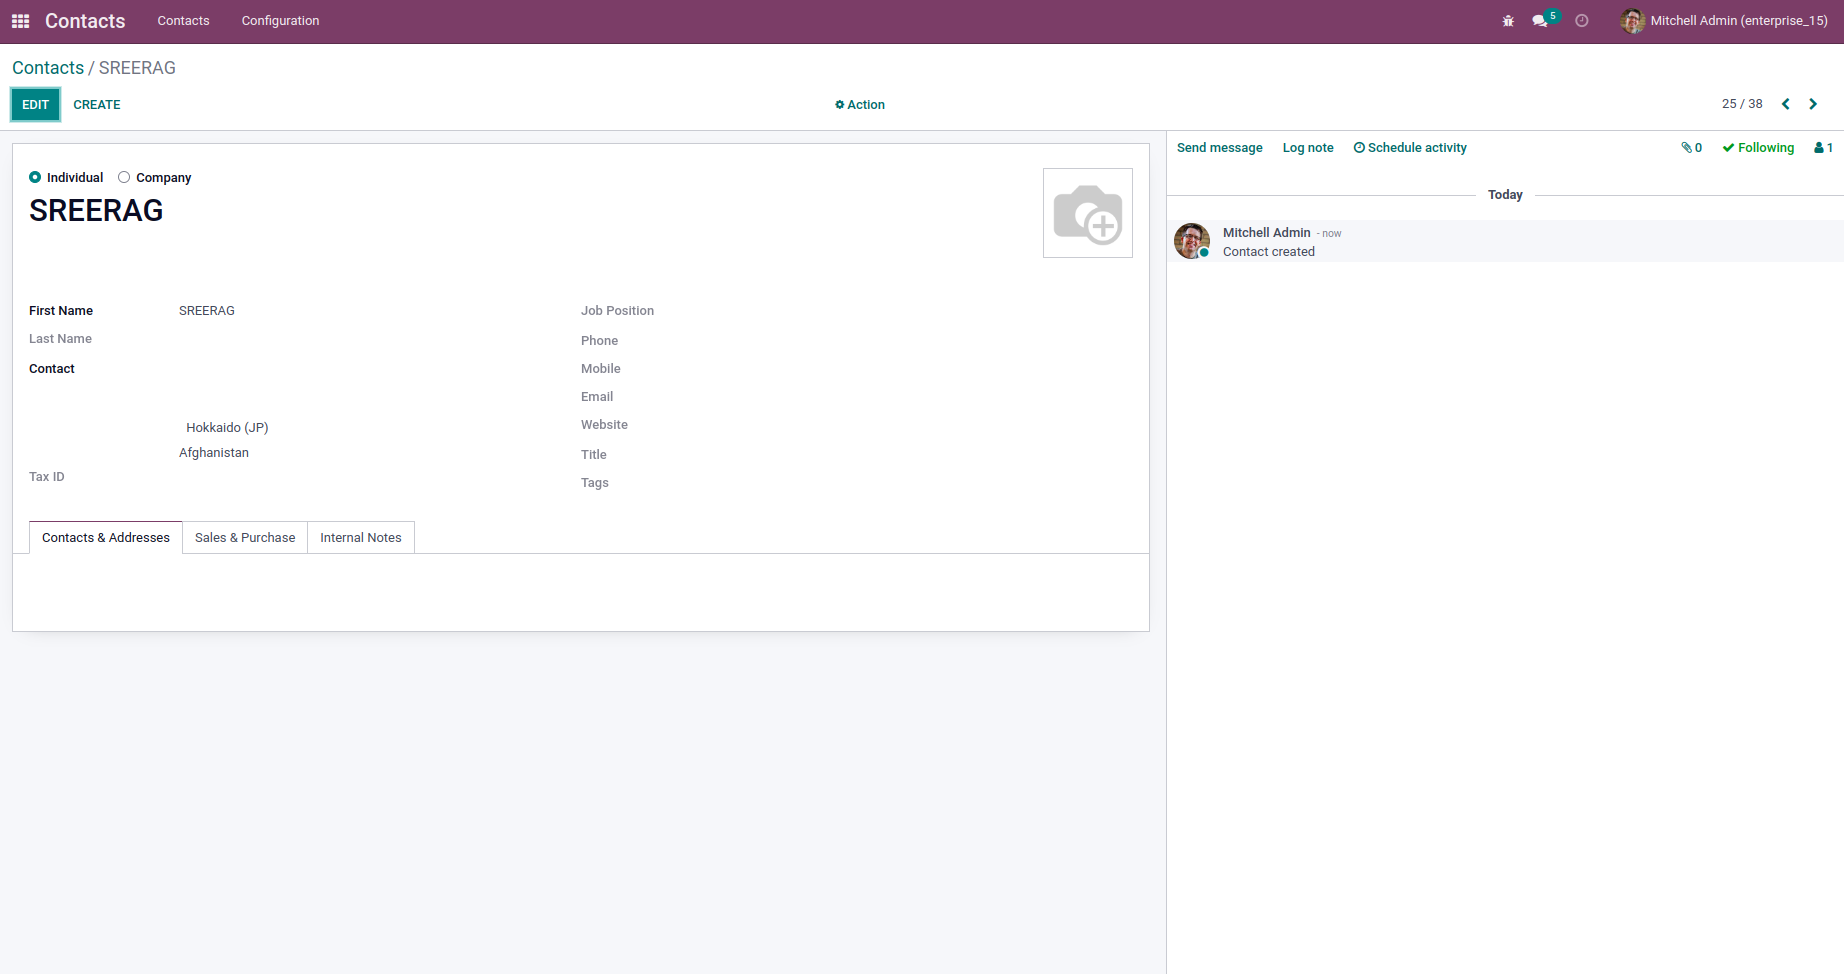 Contacts Contacts Configuration 5 Mitchell Admin (enterprise_15)
Contacts / SREERAG
EDIT CREATE Action 25 / 38
Send message Log note Schedule activity 0 Following 1
Individual Company
SREERAG
Today
Mitchell Admin - now
Contact created
First Name SREERAG
Last Name
Contact
Hokkaido (JP)
Afghanistan
Tax ID
Job Position
Phone
Mobile
Email
Website
Title
Tags
Contacts & Addresses Sales & Purchase Internal Notes